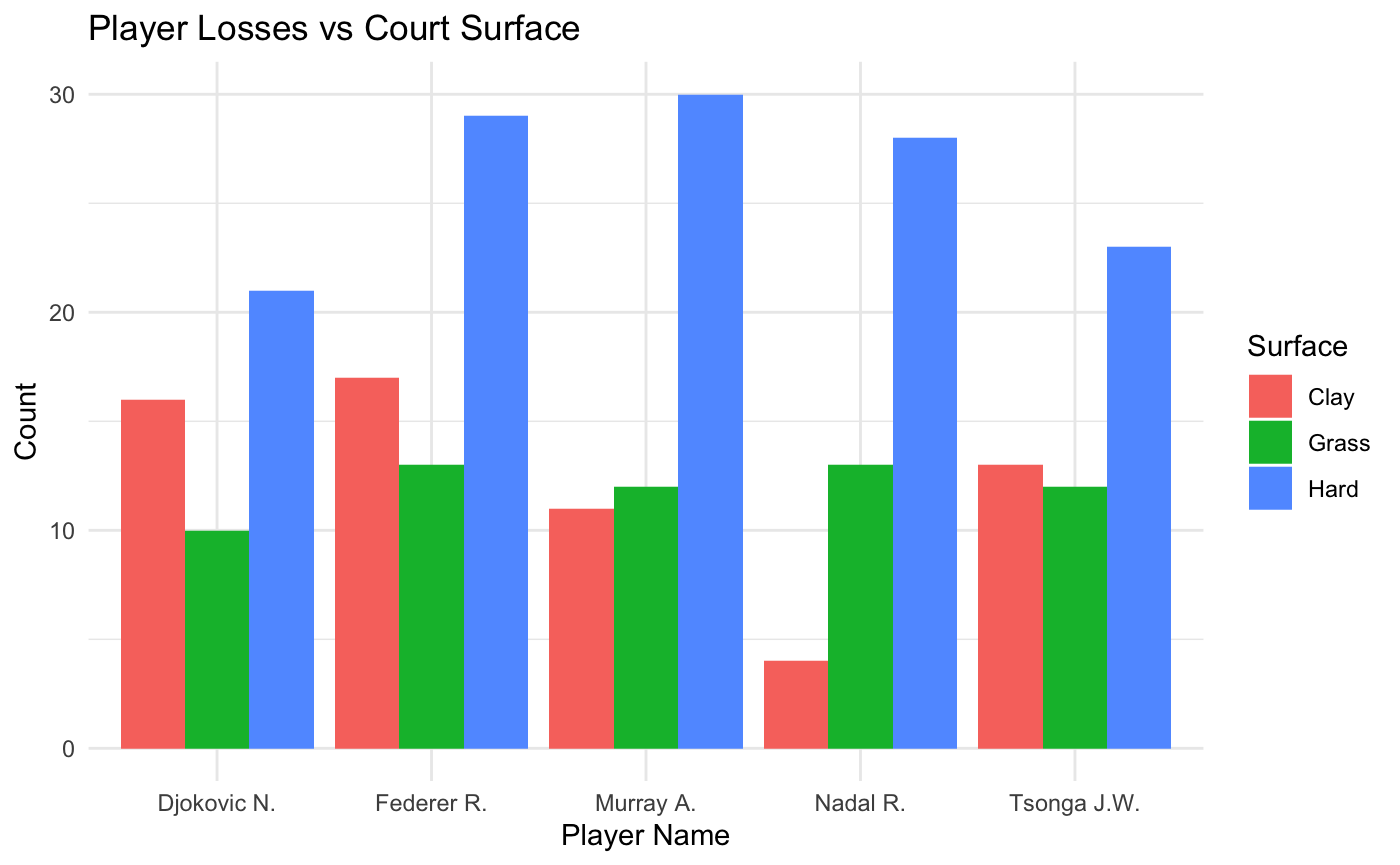 Player Losses vs Court Surface
30
20
10
0
Count
Djokovic N.
Federer R.
Murray A.
Nadal R.
Tsonga J.W.
Player Name
Surface
Clay
Grass
Hard